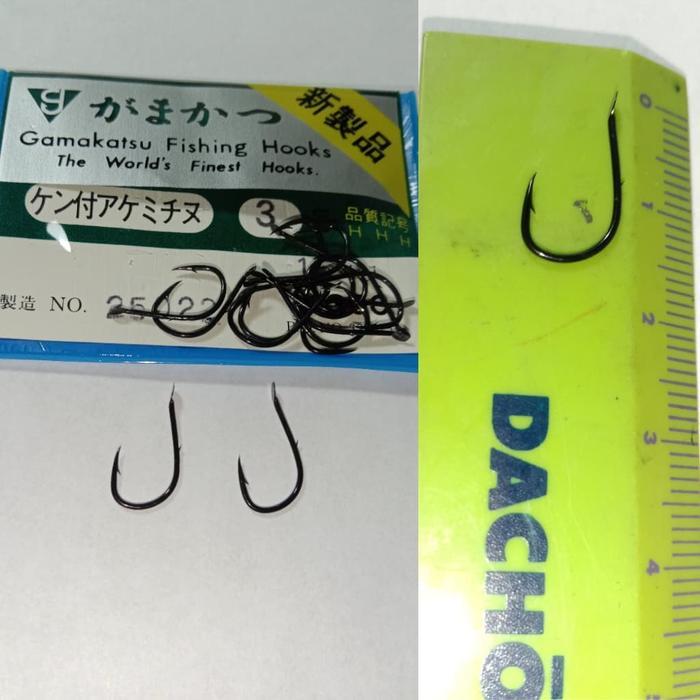 がまかつ
新製品
Gamakatsu Fishing Hooks
The World's Finest Hooks.
ケン付アケミチヌ
3
品質記号
H H H
製造 NO.
0
1
2
3
4
DACHŌ